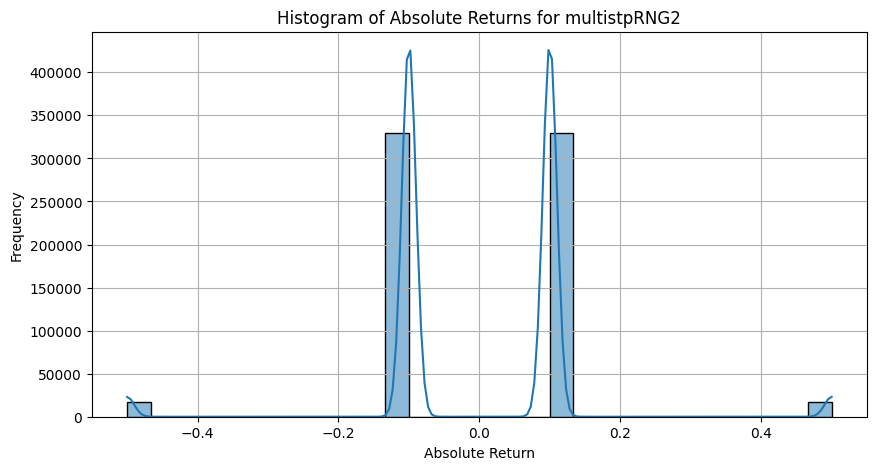 Histogram of Absolute Returns for multistpRNG2
Frequency
400000
350000
300000
250000
200000
150000
100000
50000
0
−0.4 −0.2 0.0 0.2 0.4
Absolute Return